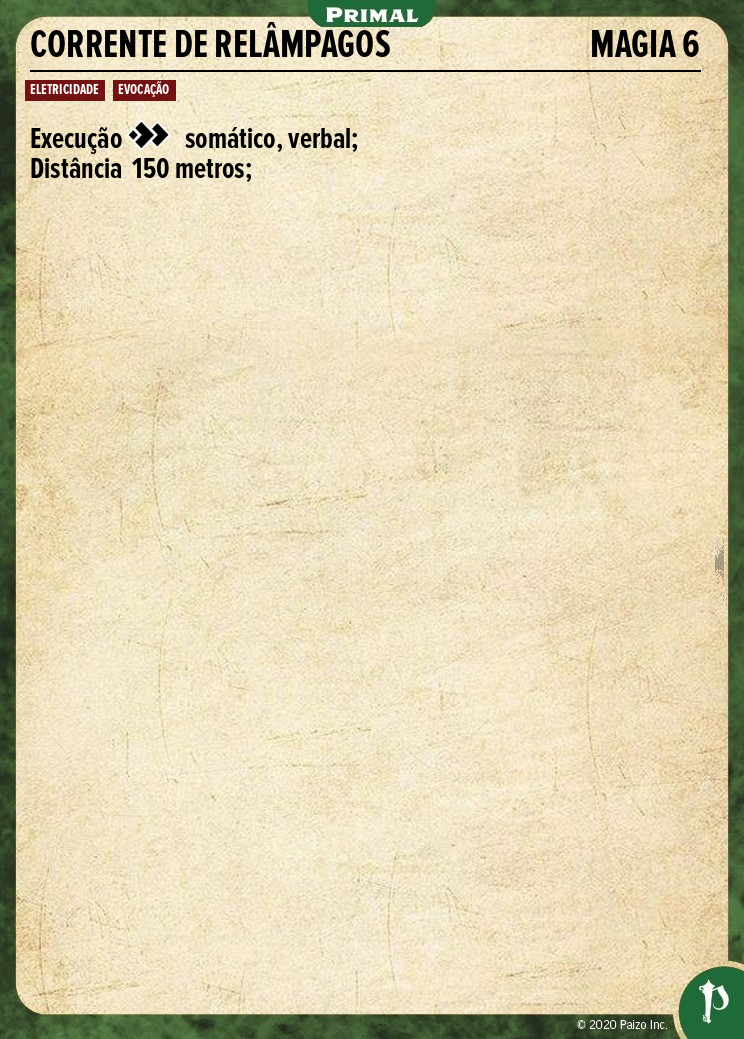 PRIMAL
CORRENTE DE RELÂMPAGOS MAGIA 6
ELETRICIDADE EVOCAÇÃO
Execução somático, verbal;
Distância 150 metros;
© 2020 Paizo Inc.